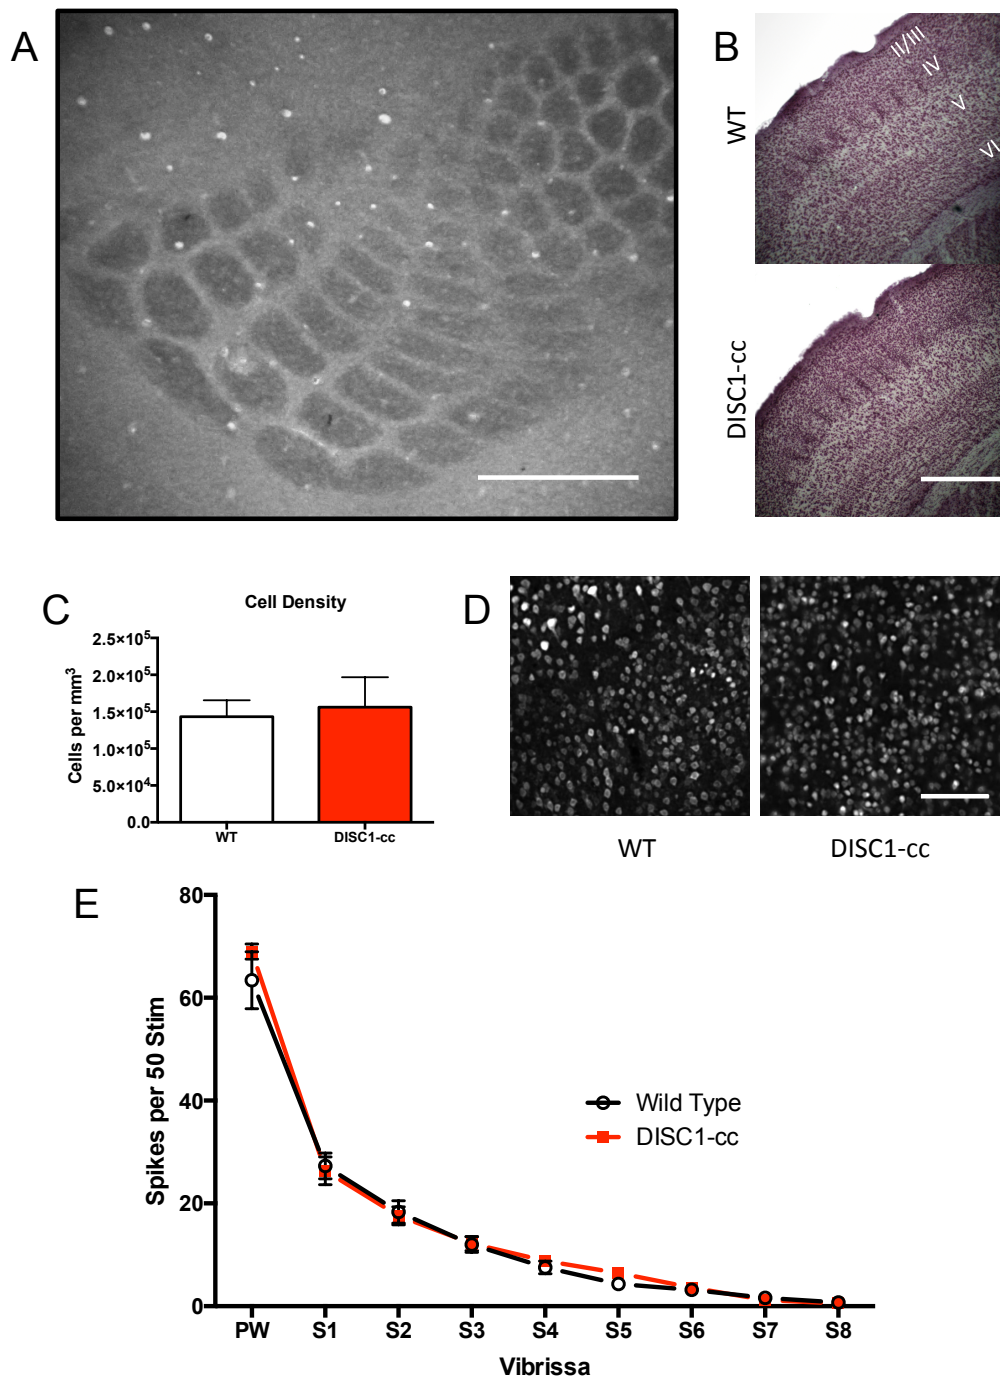 A
B
WT
II/III
IV
V
VI
DISC1-cc
C
Cell Density
Cells per mm³
2.5×10⁵
2.0×10⁵
1.5×10⁵
1.0×10⁵
5.0×10⁴
0.0
WT
DISC1-cc
D
WT
DISC1-cc
E
Spikes per 50 Stim
80
60
40
20
0
Wild Type
DISC1-cc
PW S1 S2 S3 S4 S5 S6 S7 S8
Vibrissa